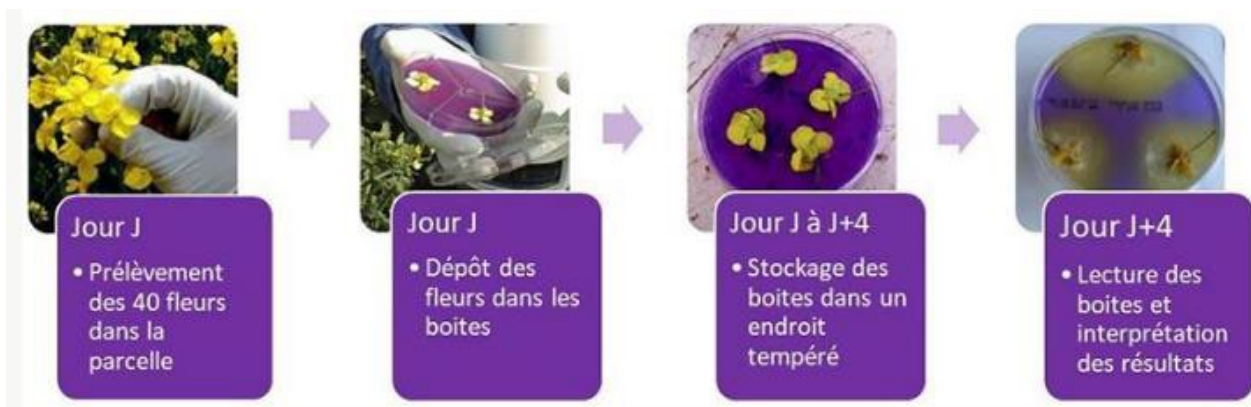 Jour J
• Prélèvement
des 40 fleurs
dans la
parcelle
Jour J
• Dépôt des
fleurs dans les
boites
Jour J à J+4
• Stockage des
boites dans un
endroit
tempéré
Jour J+4
• Lecture des
boites et
interprétation
des résultats